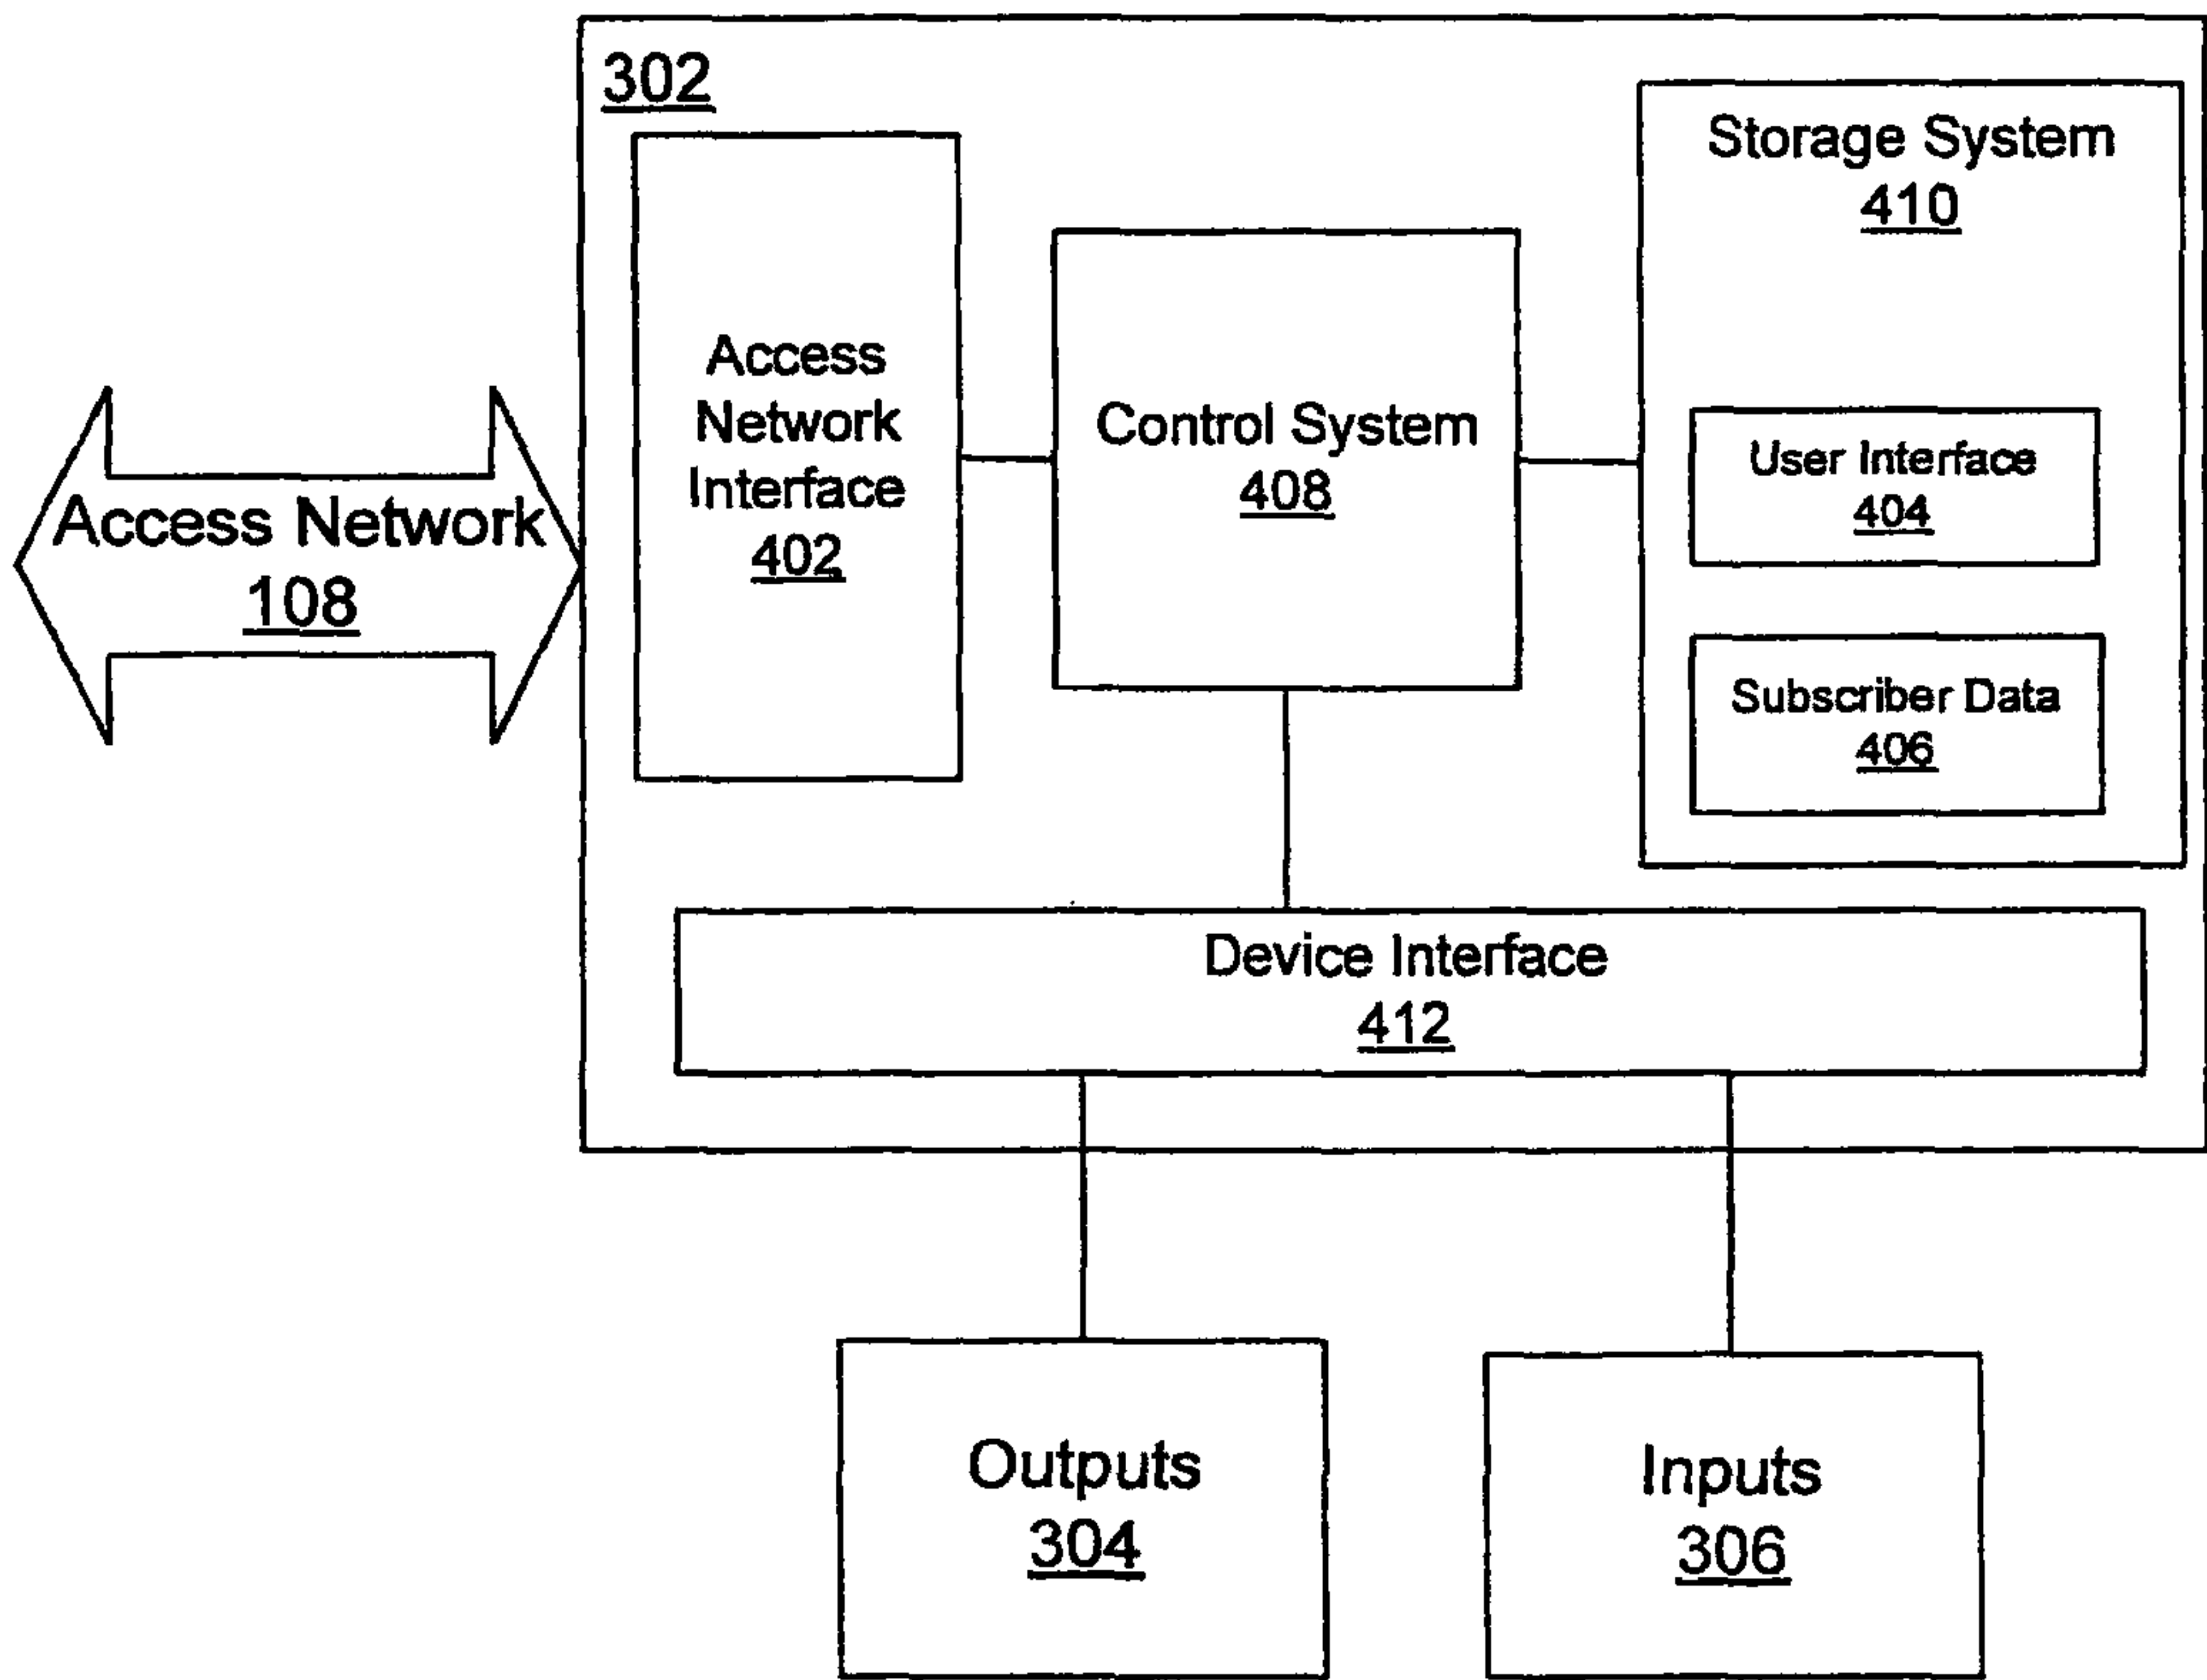 302
Storage System
410
Access
Network
Interface
402
Control System
408
User Interface
404
Subscriber Data
406
Access Network
108
Device Interface
412
Outputs
304
Inputs
306